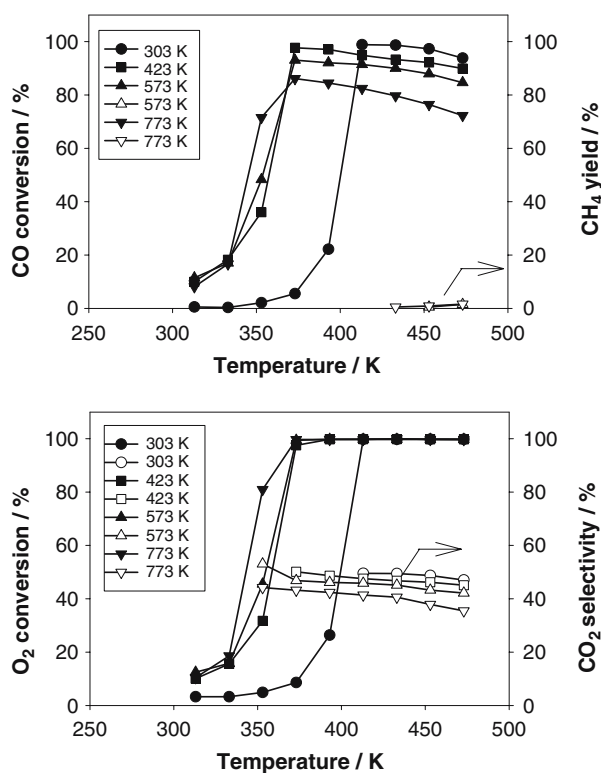 CO conversion / %
100
80
60
40
20
0
303 K
423 K
573 K
573 K
773 K
773 K
100
80
60
40
20
0
CH4 yield / %
250 300 350 400 450 500
Temperature / K
O2 conversion / %
100
80
60
40
20
0
303 K
303 K
423 K
423 K
573 K
573 K
773 K
773 K
100
80
60
40
20
0
CO2 selectivity / %
250 300 350 400 450 500
Temperature / K